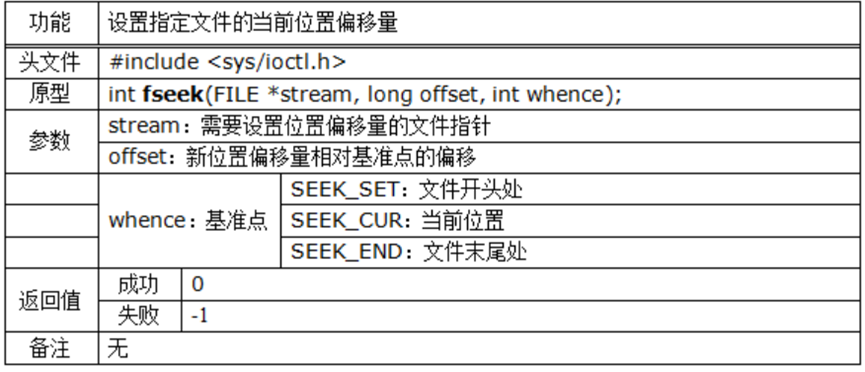 功能 设置指定文件的当前位置偏移量
头文件 #include <sys/ioctl.h>
原型 int fseek(FILE *stream, long offset, int whence);
参数 stream：需要设置位置偏移量的文件指针
offset：新位置偏移量相对基准点的偏移
whence：基准点 SEEK_SET：文件开头处
SEEK_CUR：当前位置
SEEK_END：文件末尾处
返回值 成功 0
失败 -1
备注 无